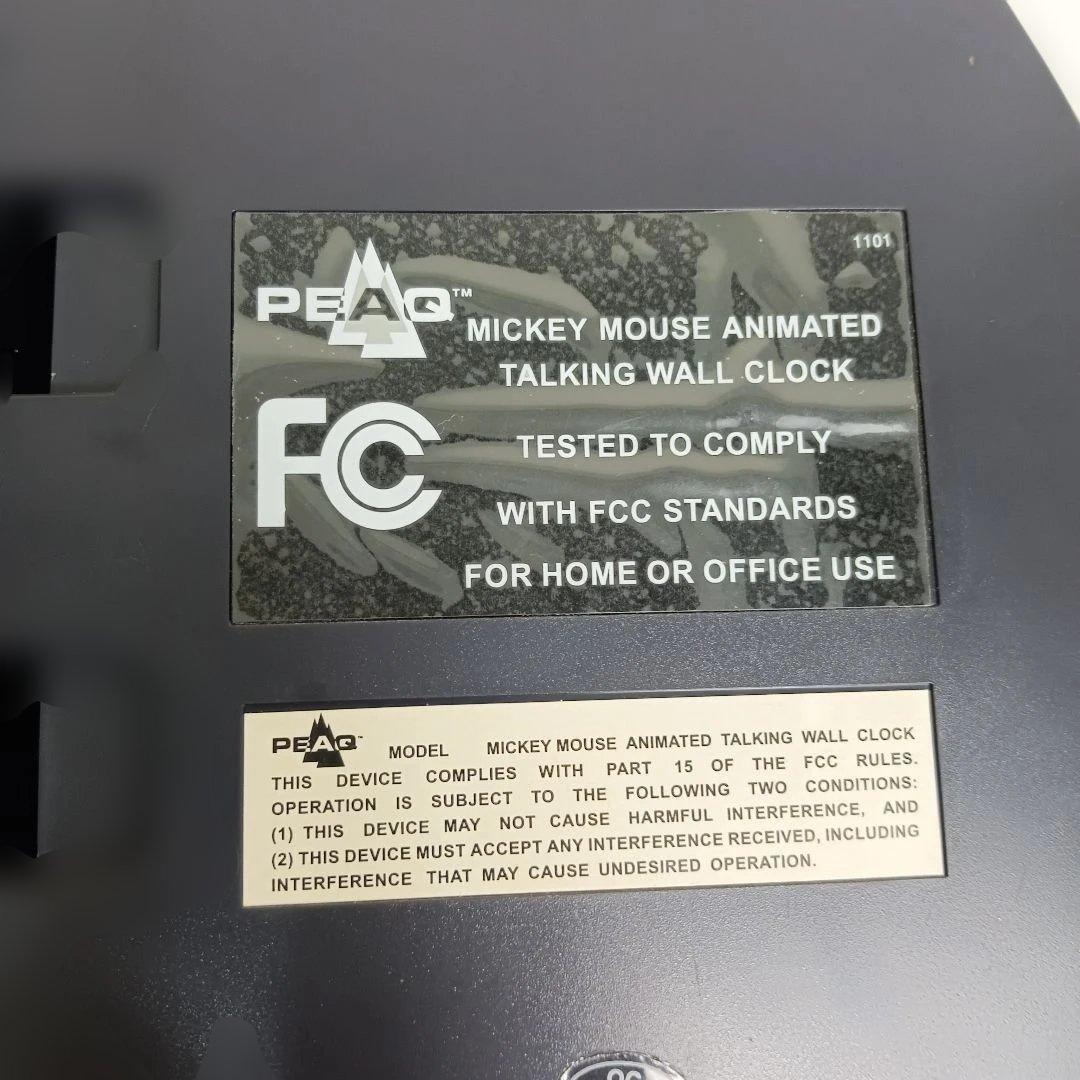 1101
PEAQ™
MICKEY MOUSE ANIMATED
TALKING WALL CLOCK
FC
TESTED TO COMPLY
WITH FCC STANDARDS
FOR HOME OR OFFICE USE
PEAQ™ MODEL MICKEY MOUSE ANIMATED TALKING WALL CLOCK
THIS DEVICE COMPLIES WITH PART 15 OF THE FCC RULES.
OPERATION IS SUBJECT TO THE FOLLOWING TWO CONDITIONS:
(1) THIS DEVICE MAY NOT CAUSE HARMFUL INTERFERENCE, AND
(2) THIS DEVICE MUST ACCEPT ANY INTERFERENCE RECEIVED, INCLUDING
INTERFERENCE THAT MAY CAUSE UNDESIRED OPERATION.